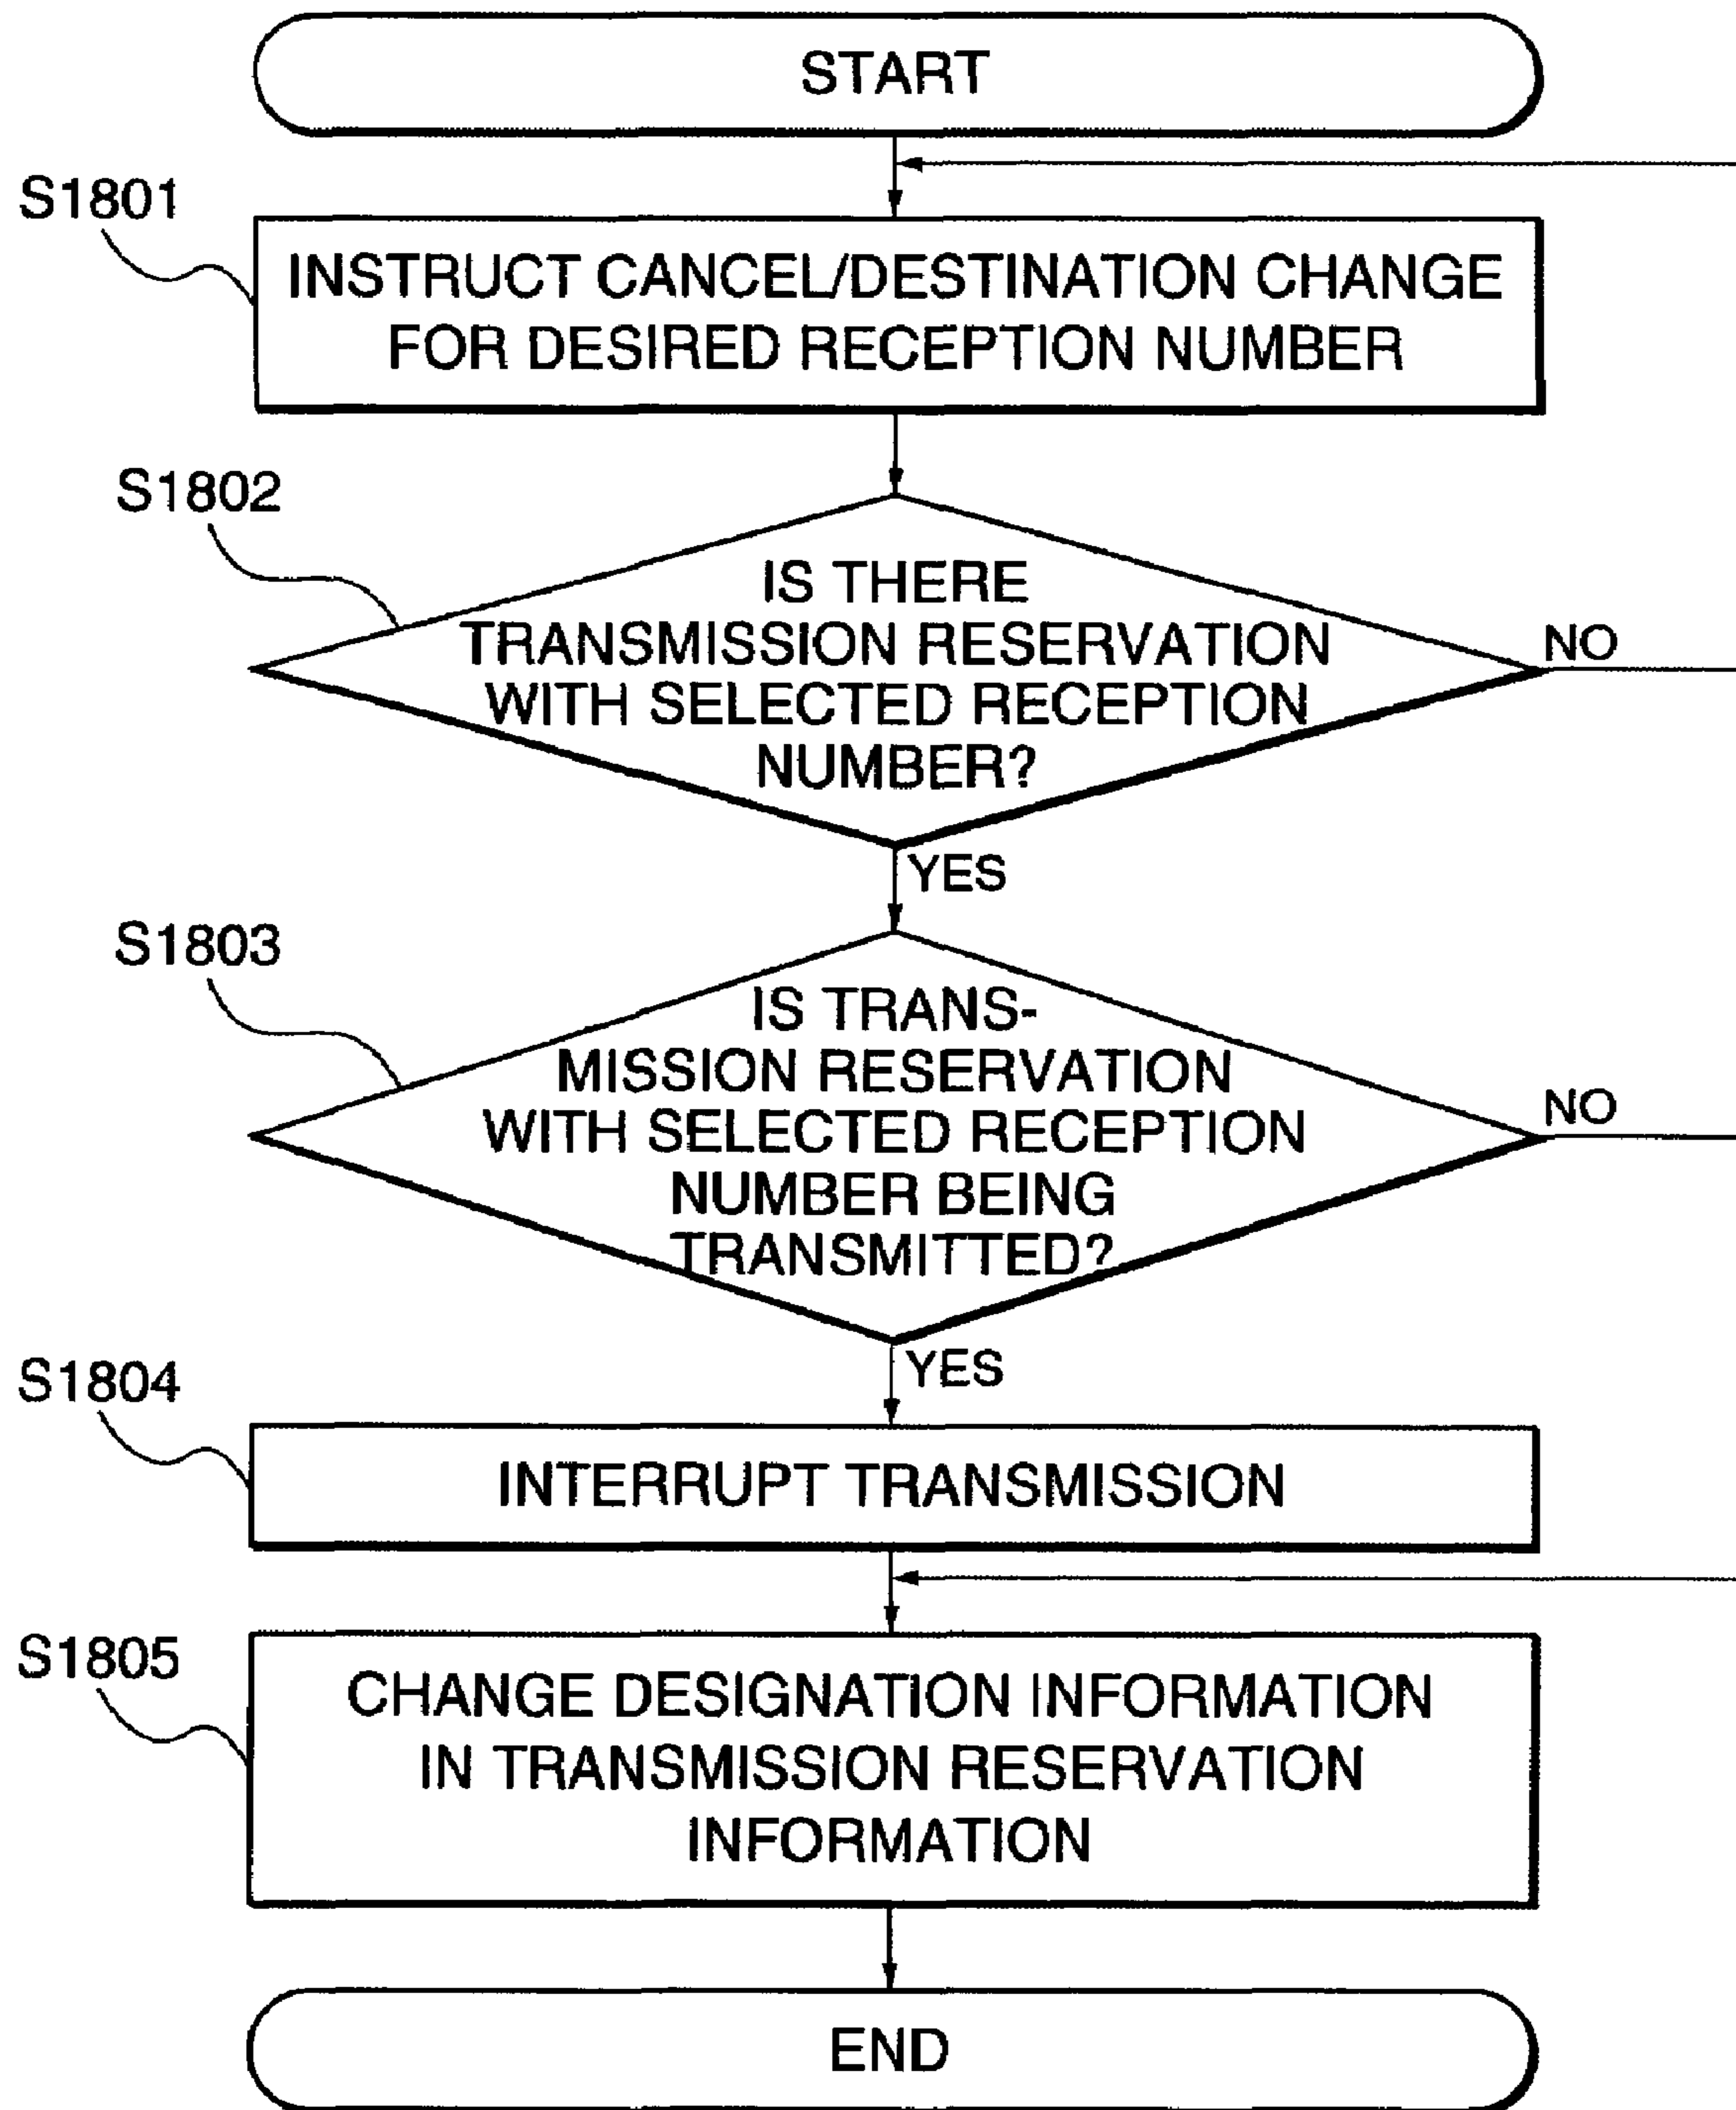 START
S1801
INSTRUCT CANCEL/DESTINATION CHANGE
FOR DESIRED RECEPTION NUMBER
S1802
IS THERE
TRANSMISSION RESERVATION
WITH SELECTED RECEPTION
NUMBER?
NO
YES
S1803
IS TRANS-
MISSION RESERVATION
WITH SELECTED RECEPTION
NUMBER BEING
TRANSMITTED?
NO
YES
S1804
INTERRUPT TRANSMISSION
S1805
CHANGE DESIGNATION INFORMATION
IN TRANSMISSION RESERVATION
INFORMATION
END